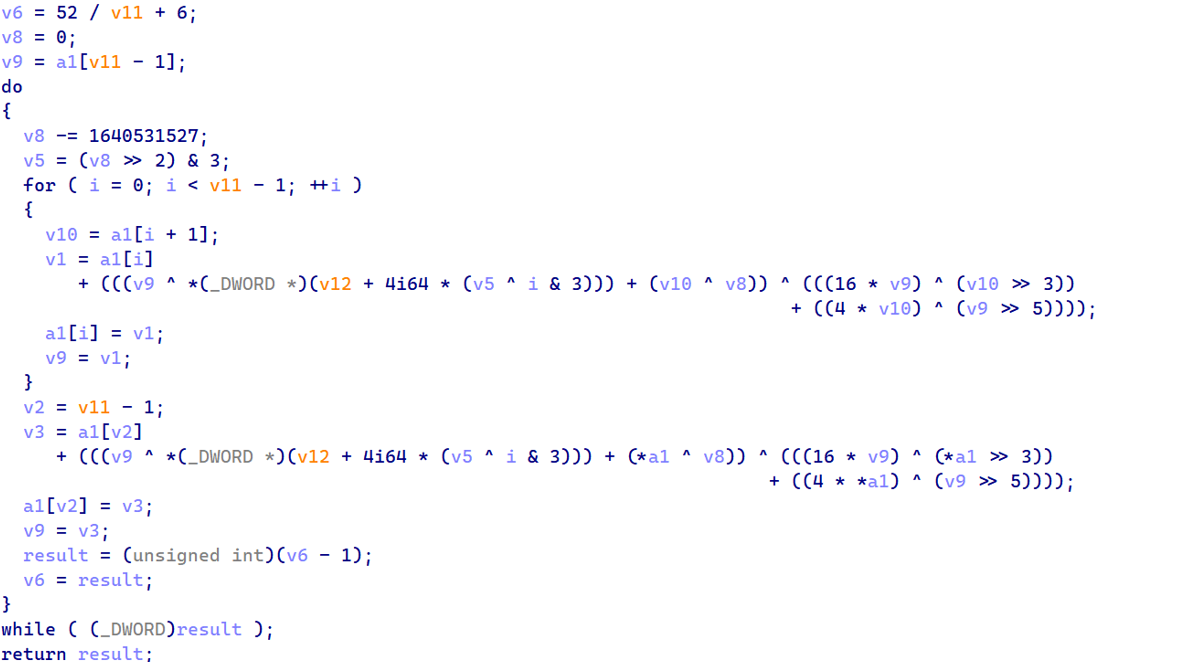 v6 = 52 / v11 + 6;
v8 = 0;
v9 = a1[v11 - 1];
do
{
v8 -= 1640531527;
v5 = (v8 >> 2) & 3;
for ( i = 0; i < v11 - 1; ++i )
{
v10 = a1[i + 1];
v1 = a1[i]
+ (((v9 ^ *(_DWORD *)(v12 + 4i64 * (v5 ^ i & 3))) + (v10 ^ v8)) ^ (((16 * v9) ^ (v10 >> 3))
+ ((4 * v10) ^ (v9 >> 5))));
a1[i] = v1;
v9 = v1;
}
v2 = v11 - 1;
v3 = a1[v2]
+ (((v9 ^ *(_DWORD *)(v12 + 4i64 * (v5 ^ i & 3))) + (*a1 ^ v8)) ^ (((16 * v9) ^ (*a1 >> 3))
+ ((4 * *a1) ^ (v9 >> 5))));
a1[v2] = v3;
v9 = v3;
result = (unsigned int)(v6 - 1);
v6 = result;
}
while ( (_DWORD)result );
return result;